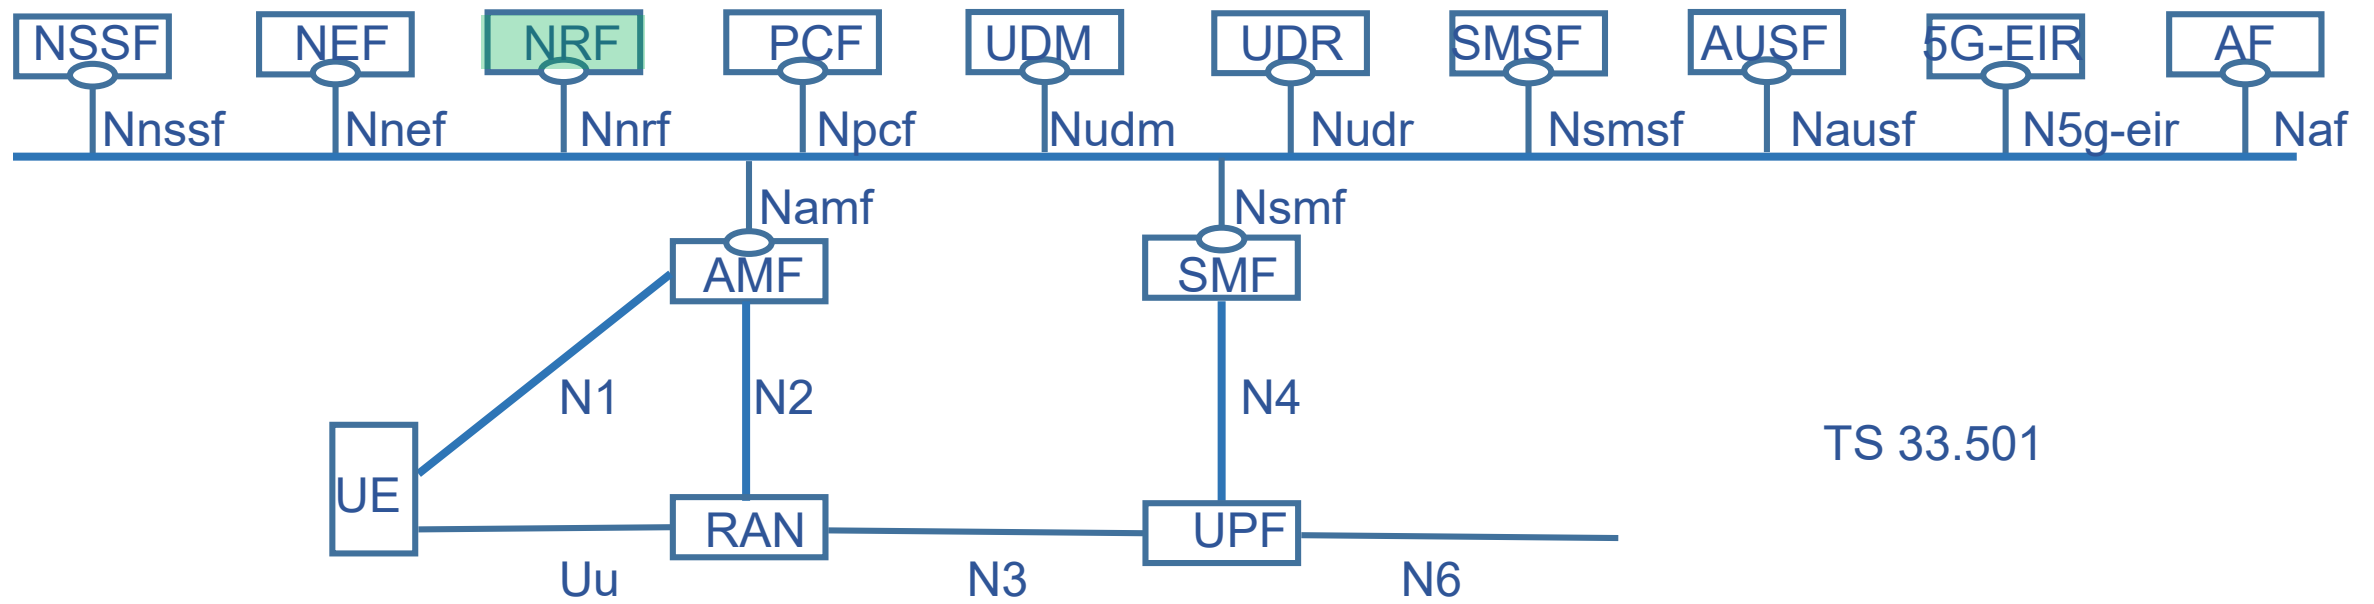 NSSF
NEF
NRF
PCF
UDM
UDR
SMSF
AUSF
5G-EIR
AF
Nnssf
Nnef
Nnrf
Npcf
Nudm
Nudr
Nsmsf
Nausf
N5g-eir
Naf
Namf
Nsmf
AMF
SMF
N1
N2
N4
TS 33.501
UE
RAN
UPF
Uu
N3
N6